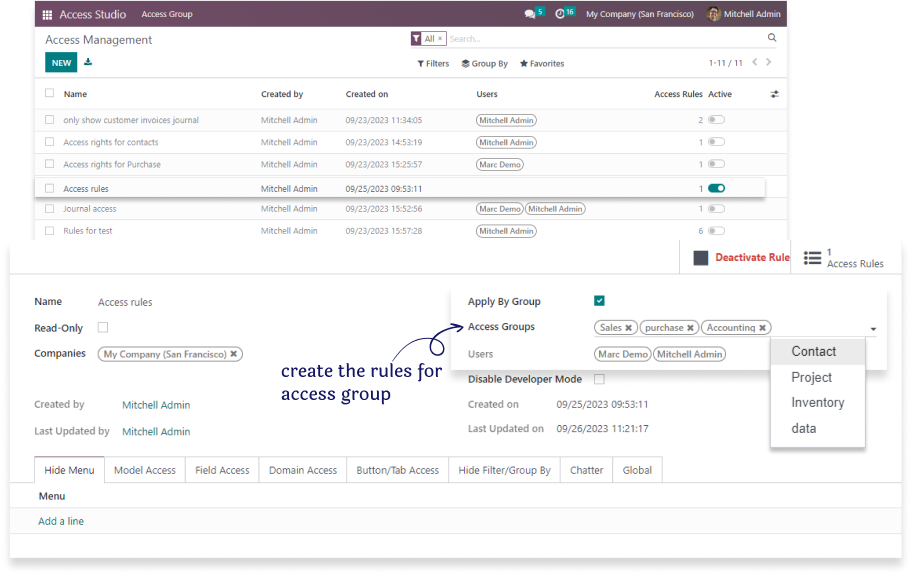 Access Studio Access Group 5 16 My Company (San Francisco) Mitchell Admin
Access Management All × Search...
NEW Filters Group By Favorites 1-11 / 11
Name Created by Created on Users Access Rules Active
only show customer invoices journal Mitchell Admin 09/23/2023 11:34:05 Mitchell Admin 2
Access rights for contacts Mitchell Admin 09/23/2023 14:53:19 Mitchell Admin 1
Access rights for Purchase Mitchell Admin 09/23/2023 15:25:57 Marc Demo 1
Access rules Mitchell Admin 09/25/2023 09:53:11 1
Journal access Mitchell Admin 09/23/2023 15:52:56 Marc Demo Mitchell Admin 1
Rules for test Mitchell Admin 09/23/2023 15:57:28 Mitchell Admin 6
Deactivate Rule 1
Access Rules
Name Access rules Apply By Group
Read-Only Access Groups Sales × purchase × Accounting ×
Companies My Company (San Francisco) × Users Marc Demo Mitchell Admin
Contact
Project
Inventory
data
create the rules for
access group
Disable Developer Mode
Created by Mitchell Admin Created on 09/25/2023 09:53:11
Last Updated by Mitchell Admin Last Updated on 09/26/2023 11:21:17
Hide Menu Model Access Field Access Domain Access Button/Tab Access Hide Filter/Group By Chatter Global
Menu
Add a line